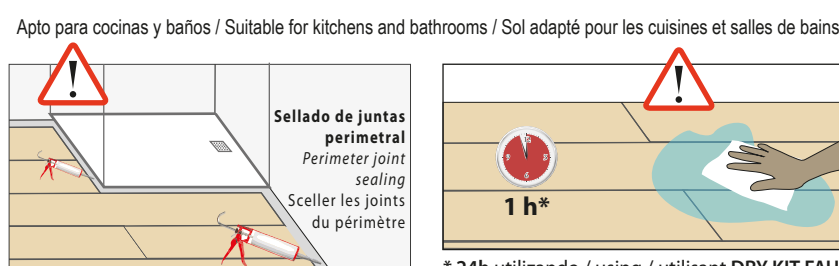 Apto para cocinas y baños / Suitable for kitchens and bathrooms / Sol adapté pour les cuisines et salles de bains
Sellado de juntas
perimetral
Perimeter joint
sealing
Sceller les joints
du périmètre
1 h*
* 24h utilizando / using / utilisant DRY KIT